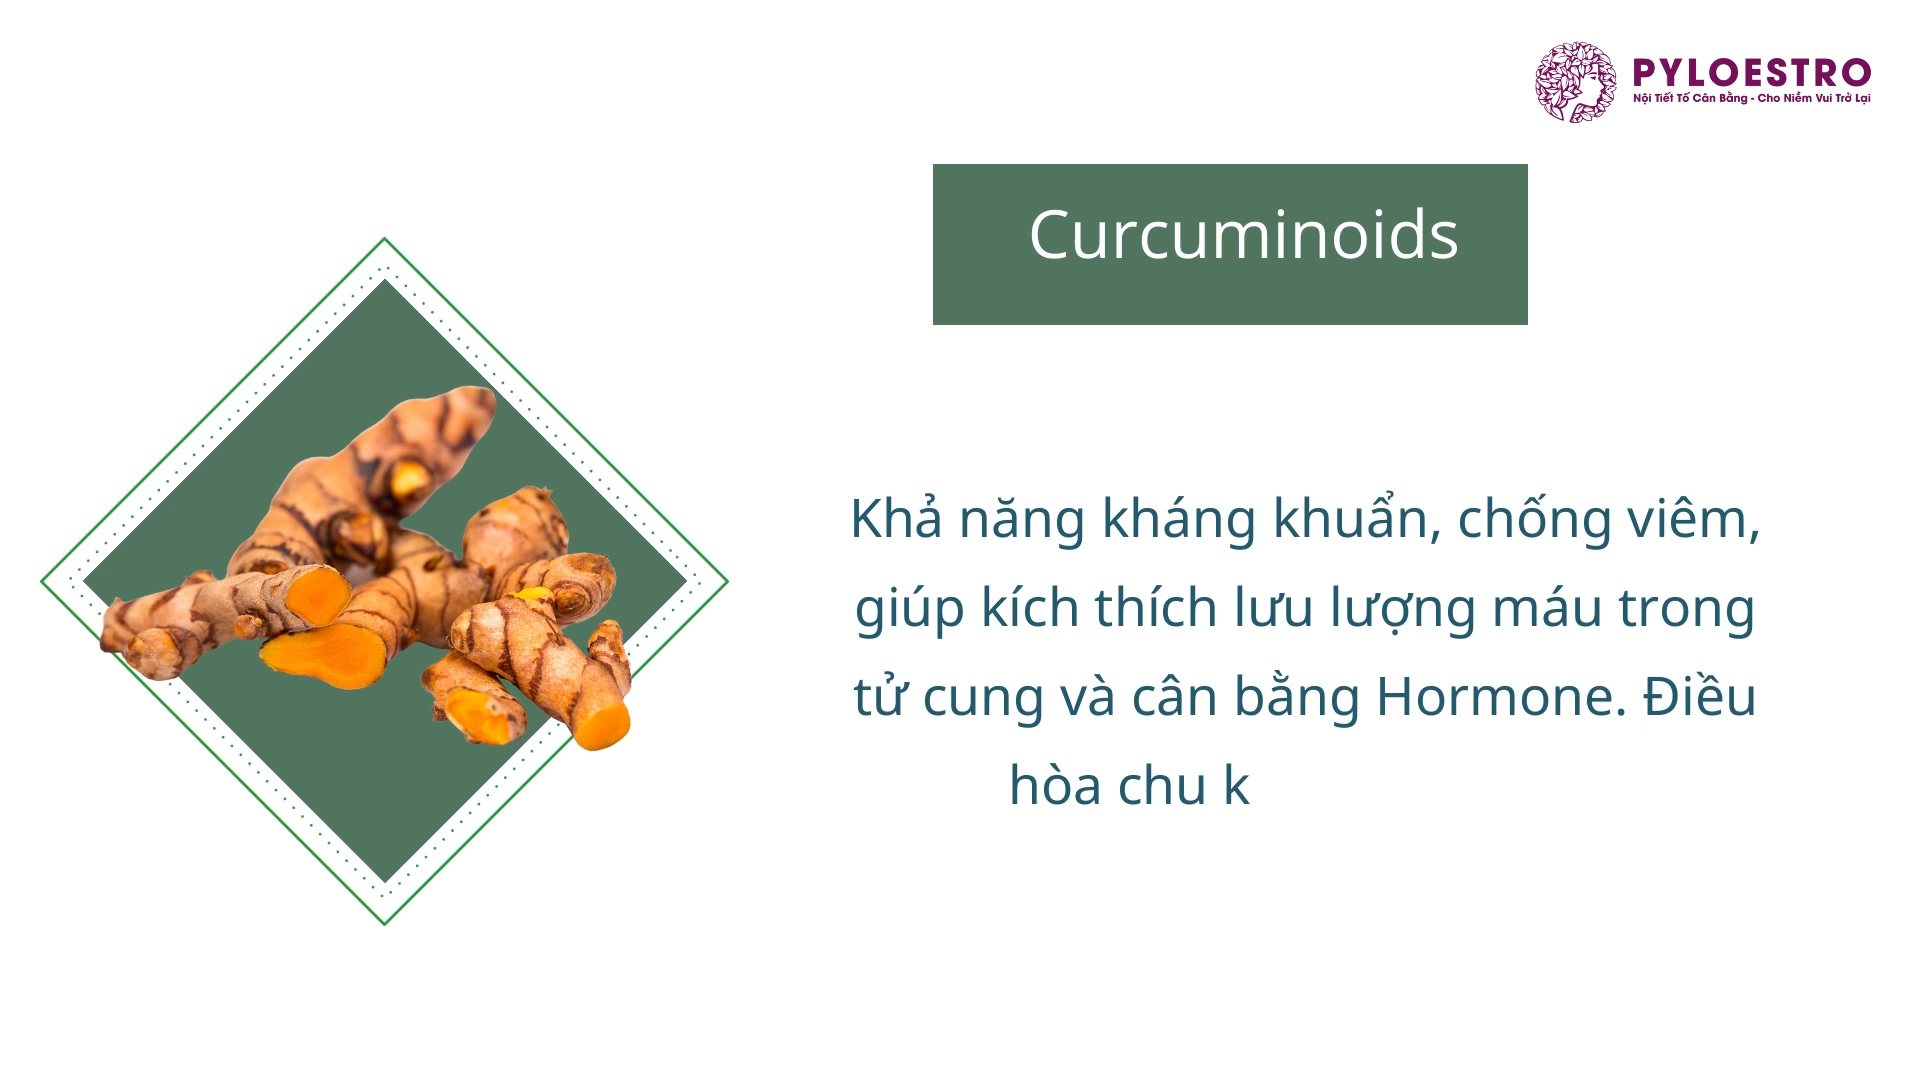 PYLOESTRO
Nội Tiết Tố Cân Bằng - Cho Niềm Vui Trở Lại
Curcuminoids
Khả năng kháng khuẩn, chống viêm,
giúp kích thích lưu lượng máu trong
tử cung và cân bằng Hormone. Điều
hòa chu k